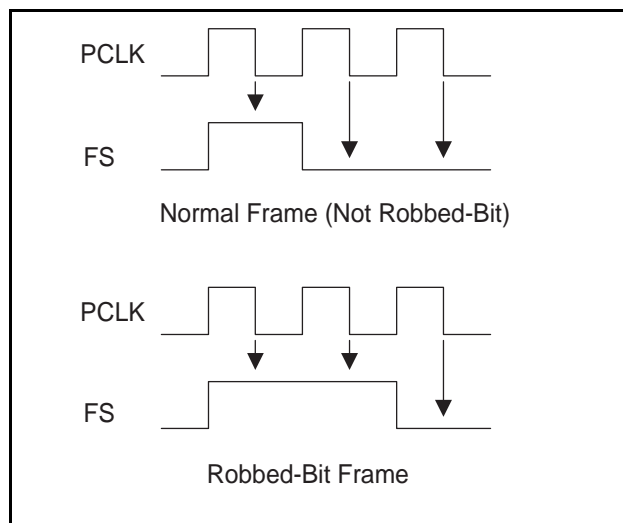 PCLK
FS
Normal Frame (Not Robbed-Bit)
PCLK
FS
Robbed-Bit Frame